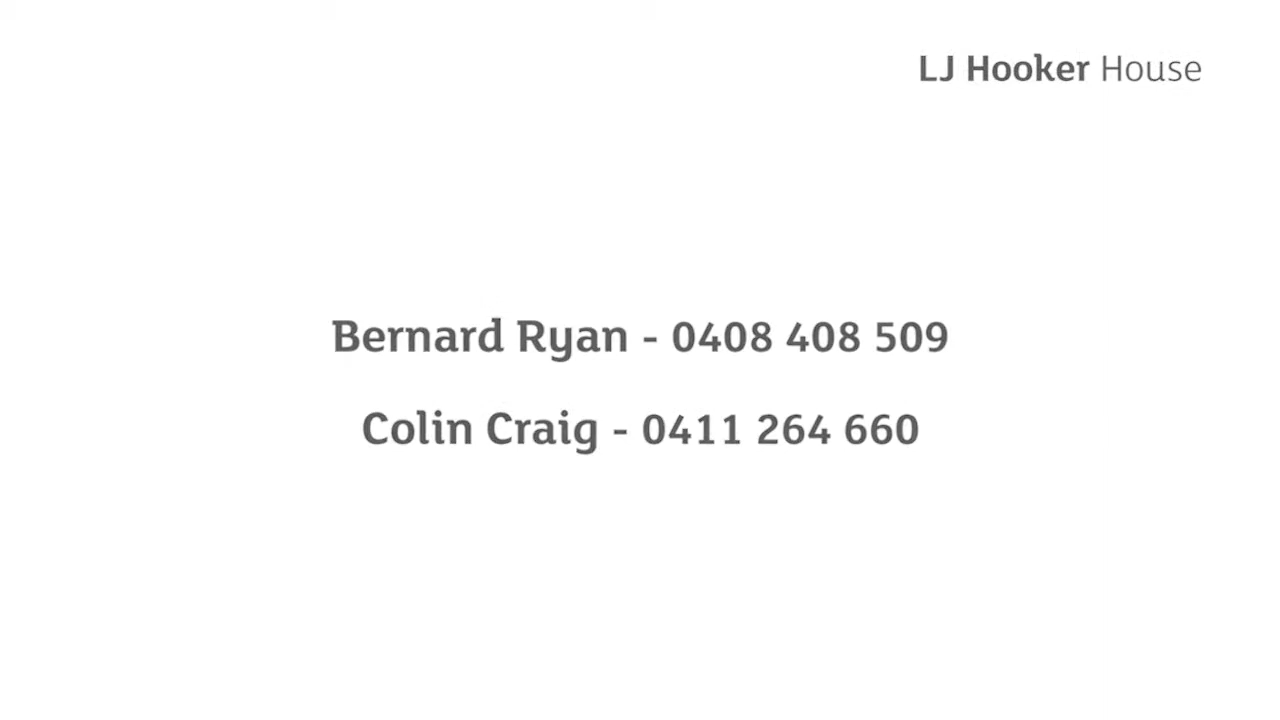 LJ Hooker House
Bernard Ryan - 0408 408 509
Colin Craig - 0411 264 660